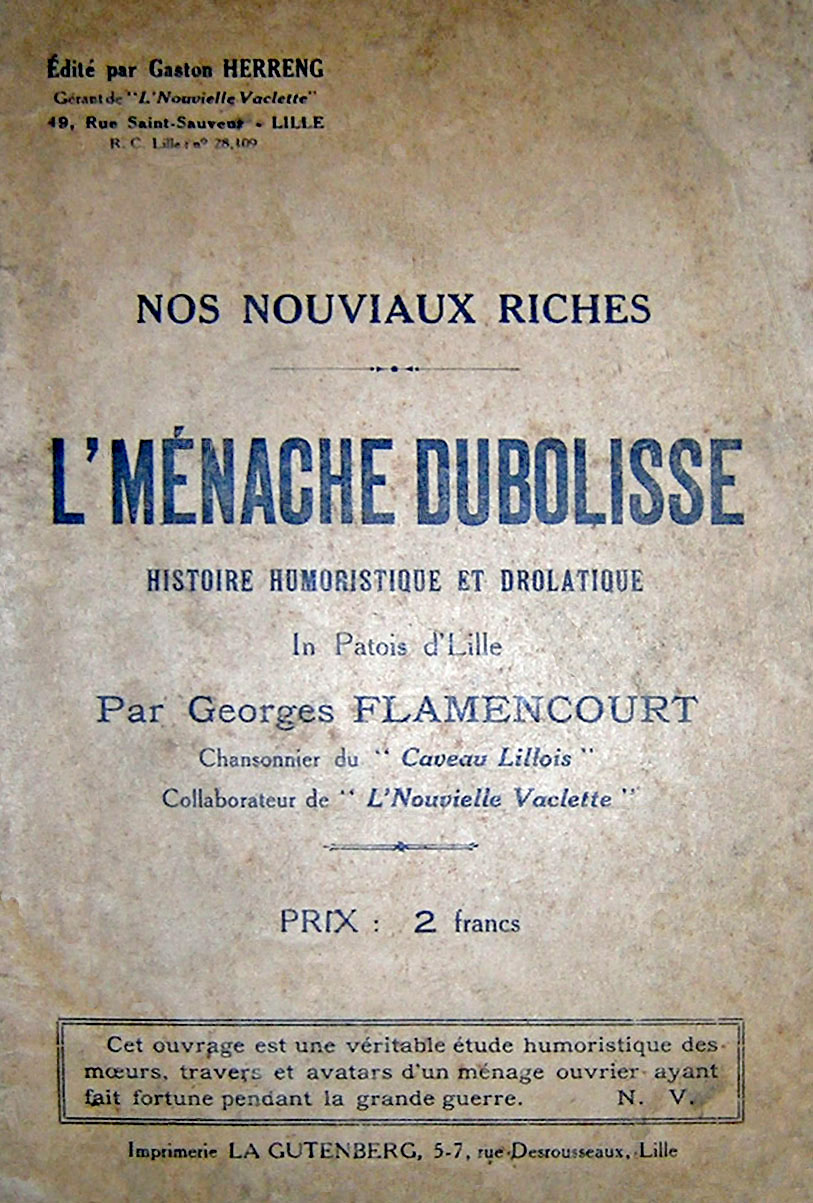 Édité par Gaston HERRENG
Gérant de "L'Nouvielle Vaclette"
49, Rue Saint-Sauveur - LILLE
R. C. Lille : nº 28,109
NOS NOUVIAUX RICHES
L'MÉNACHE DUBOLISSE
HISTOIRE HUMORISTIQUE ET DROLATIQUE
In Patois d'Lille
Par Georges FLAMENCOURT
Chansonnier du " Caveau Lillois "
Collaborateur de " L'Nouvielle Vaclette "
PRIX : 2 francs
Cet ouvrage est une véritable étude humoristique des
mœurs, travers et avatars d'un ménage ouvrier ayant
fait fortune pendant la grande guerre. N. V.
Imprimerie LA GUTENBERG, 5-7, rue Desrousseaux, Lille